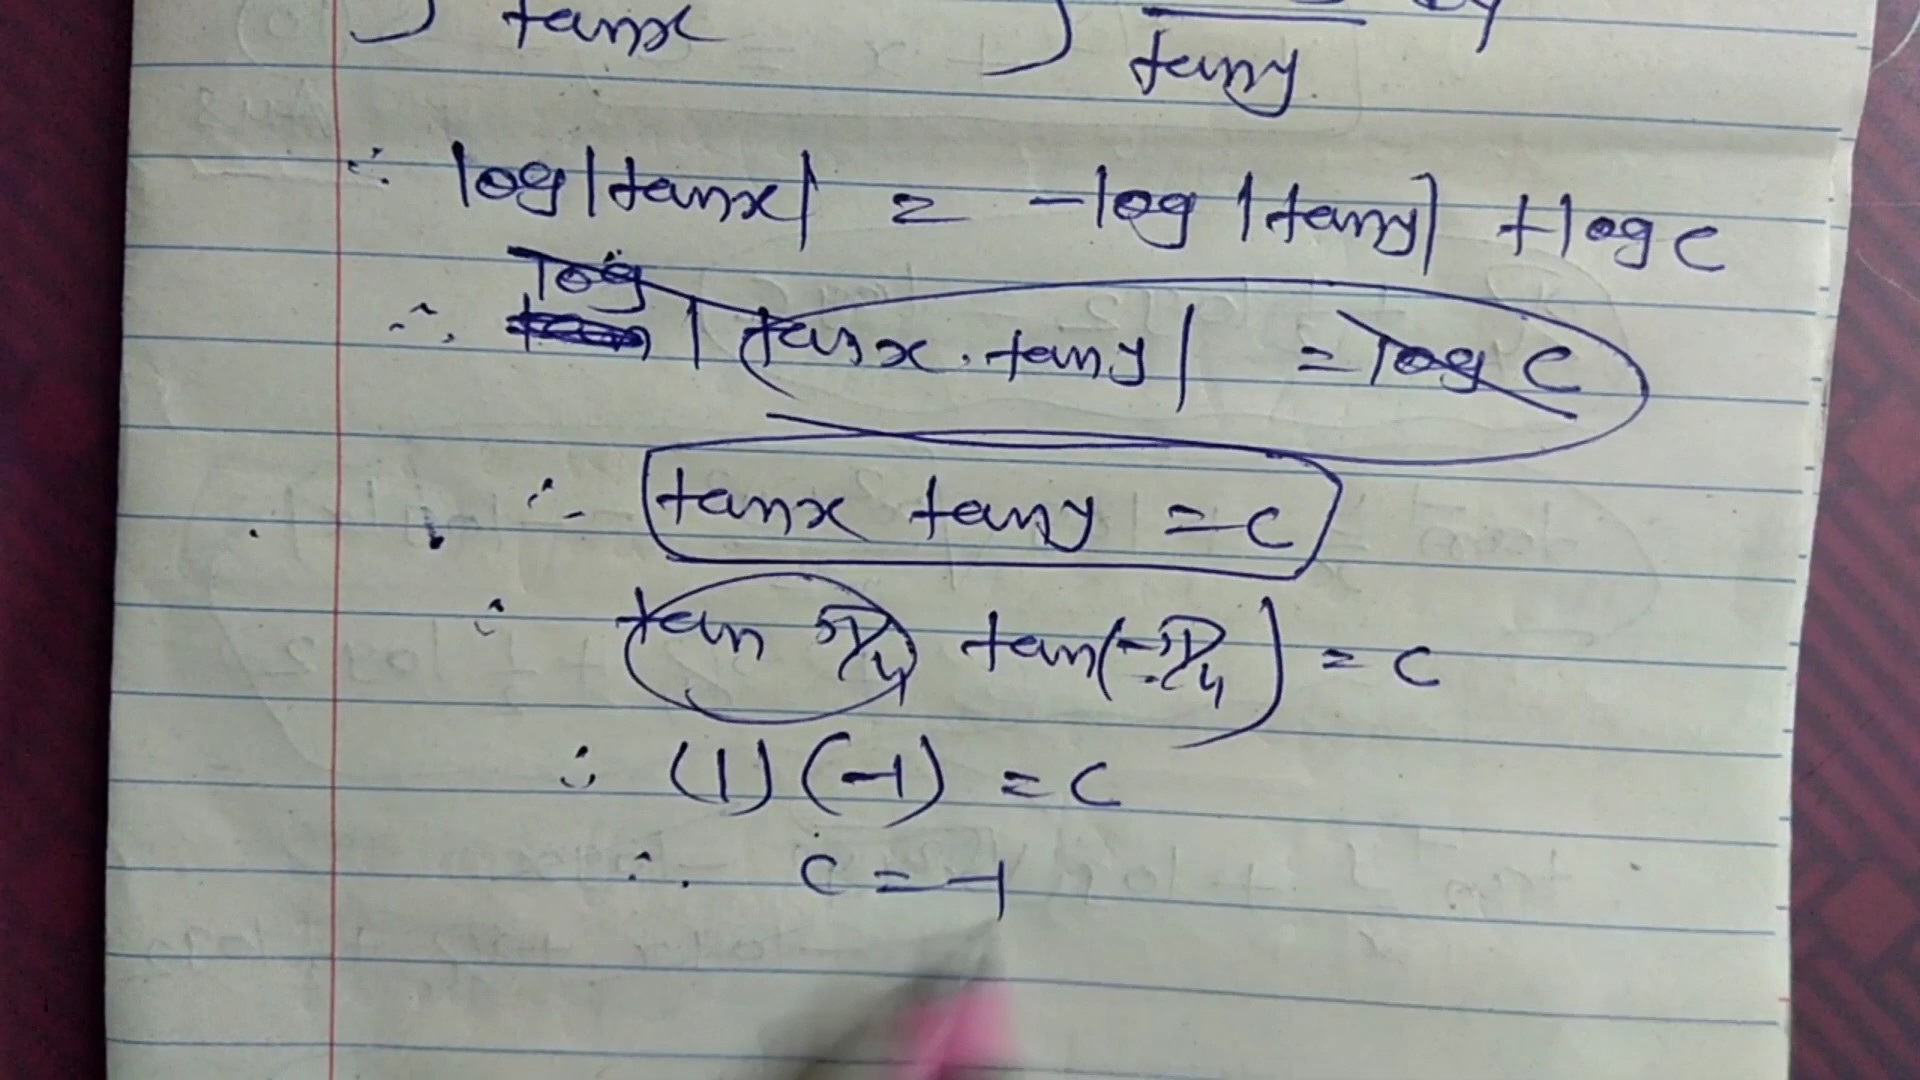 ∫ tanx ∫ tany
∴ log|tanx| = -log|tany| + log c
∴ log |tanx.tany| = log c
∴ tanx tany = c
∴ tan π/4 tan(-π/4) = c
∴ (1)(-1) = c
∴ c = -1